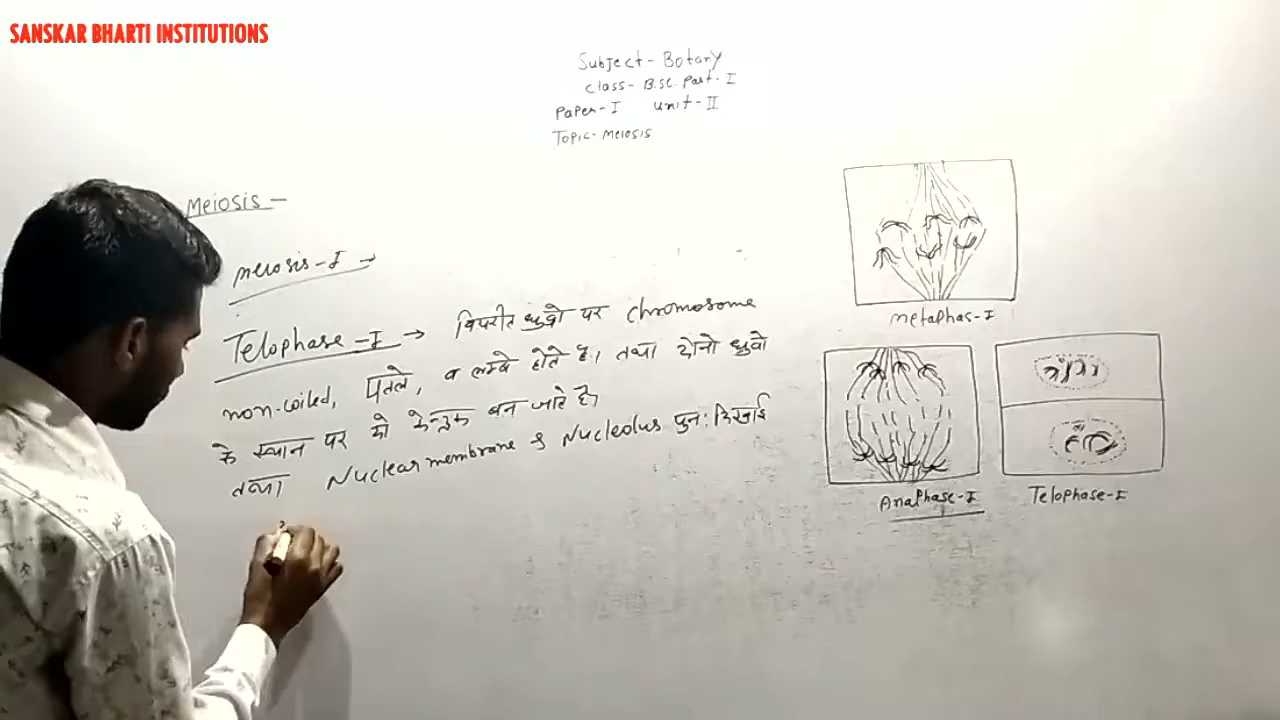 SANSKAR BHARTI INSTITUTIONS
Subject - Botany
Class - B.SC. Part - I
Paper - I Unit - II
Topic - Meiosis
Meiosis -
meiosis - I →
Telophase - I → विपरीत ध्रुवो पर chromosome
non-coiled, पतले, व लम्बे होते है। तथा दोनो ध्रुवो
के स्थान पर दो केन्द्रक बन जाते है।
तथा Nuclear membrane & Nucleolus पुन: दिखाई
metaphas - I
Anaphase - I
Telophase - I